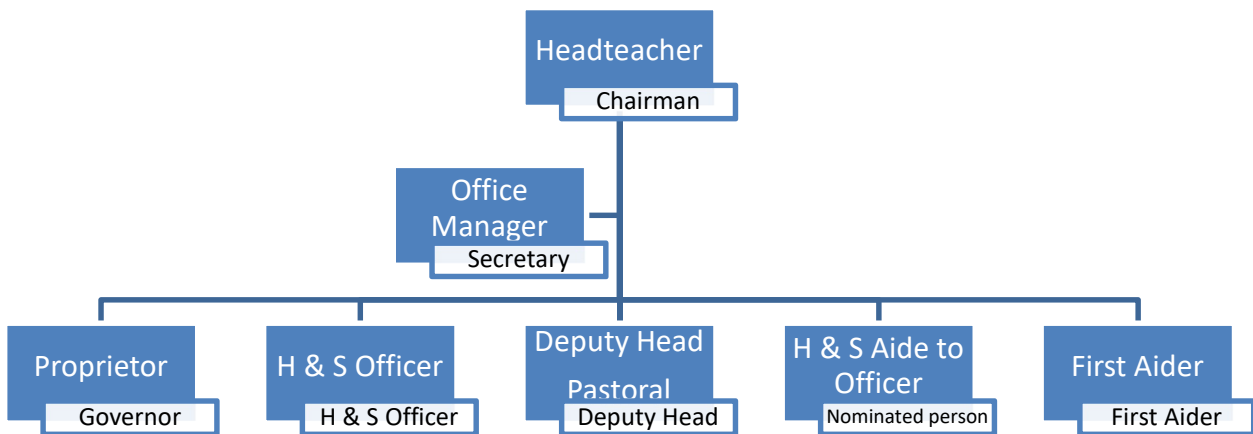 Headteacher
Chairman
Office
Manager
Secretary
Proprietor
Governor
H & S Officer
H & S Officer
Deputy Head
Pastoral
Deputy Head
H & S Aide to
Officer
Nominated person
First Aider
First Aider